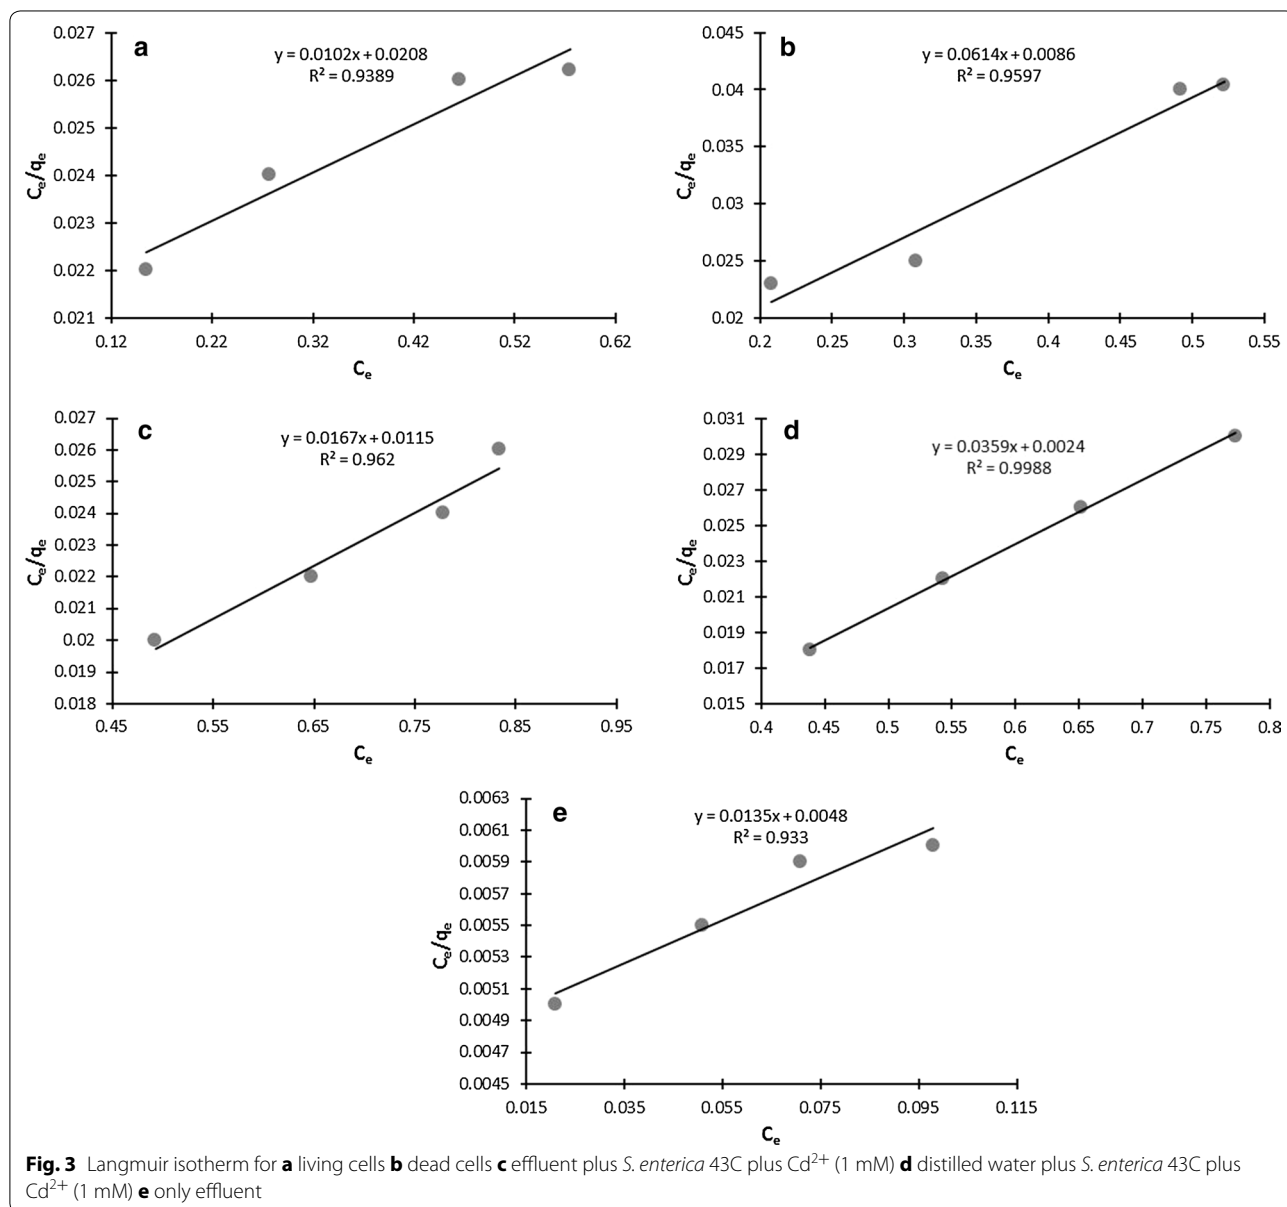 a
y = 0.0102x + 0.0208
R² = 0.9389
0.027
0.026
0.025
0.024
0.023
0.022
0.021
Cₑ/qₑ
0.12 0.22 0.32 0.42 0.52 0.62
Cₑ
b
y = 0.0614x + 0.0086
R² = 0.9597
0.045
0.04
0.035
0.03
0.025
0.02
Cₑ/qₑ
0.2 0.25 0.3 0.35 0.4 0.45 0.5 0.55
Cₑ
c
y = 0.0167x + 0.0115
R² = 0.962
0.027
0.026
0.025
0.024
0.023
0.022
0.021
0.02
0.019
0.018
Cₑ/qₑ
0.45 0.55 0.65 0.75 0.85 0.95
Cₑ
d
y = 0.0359x + 0.0024
R² = 0.9988
0.031
0.029
0.027
0.025
0.023
0.021
0.019
0.017
0.015
Cₑ/qₑ
0.4 0.45 0.5 0.55 0.6 0.65 0.7 0.75 0.8
Cₑ
e
y = 0.0135x + 0.0048
R² = 0.933
0.0063
0.0061
0.0059
0.0057
0.0055
0.0053
0.0051
0.0049
0.0047
0.0045
Cₑ/qₑ
0.015 0.035 0.055 0.075 0.095 0.115
Cₑ
Fig. 3 Langmuir isotherm for a living cells b dead cells c effluent plus S. enterica 43C plus Cd²⁺ (1 mM) d distilled water plus S. enterica 43C plus
Cd²⁺ (1 mM) e only effluent